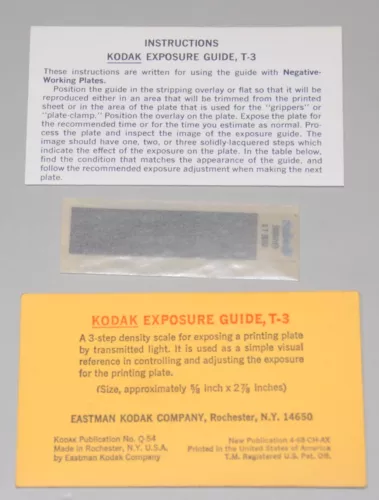 INSTRUCTIONS
KODAK EXPOSURE GUIDE, T-3
These instructions are written for using the guide with Negative-
Working Plates.
Position the guide in the stripping overlay or flat so that it will be
reproduced either in an area that will be trimmed from the printed
sheet or in the area of the plate that is used for the "grippers" or
"plate-clamp." Position the overlay on the plate. Expose the plate for
the recommended time or for the time you estimate as normal. Pro-
cess the plate and inspect the image of the exposure guide. The
image should have one, two, or three solidly-lacquered steps which
indicate the effect of the exposure on the plate. In the table below,
find the condition that matches the appearance of the guide, and
follow the recommended exposure adjustment when making the next
plate.
KODAK EXPOSURE GUIDE, T-3
A 3-step density scale for exposing a printing plate
by transmitted light. It is used as a simple visual
reference in controlling and adjusting the exposure
for the printing plate.
(Size, approximately 5/8 inch x 2 7/8 inches)
EASTMAN KODAK COMPANY, Rochester, N.Y. 14650
KODAK Publication No. Q-54
Made in Rochester, N.Y. U.S.A.
by Eastman Kodak Company
New Publication 4-68 CH-AX
Printed in the United States of America
T.M. Registered U.S. Pat. Off.